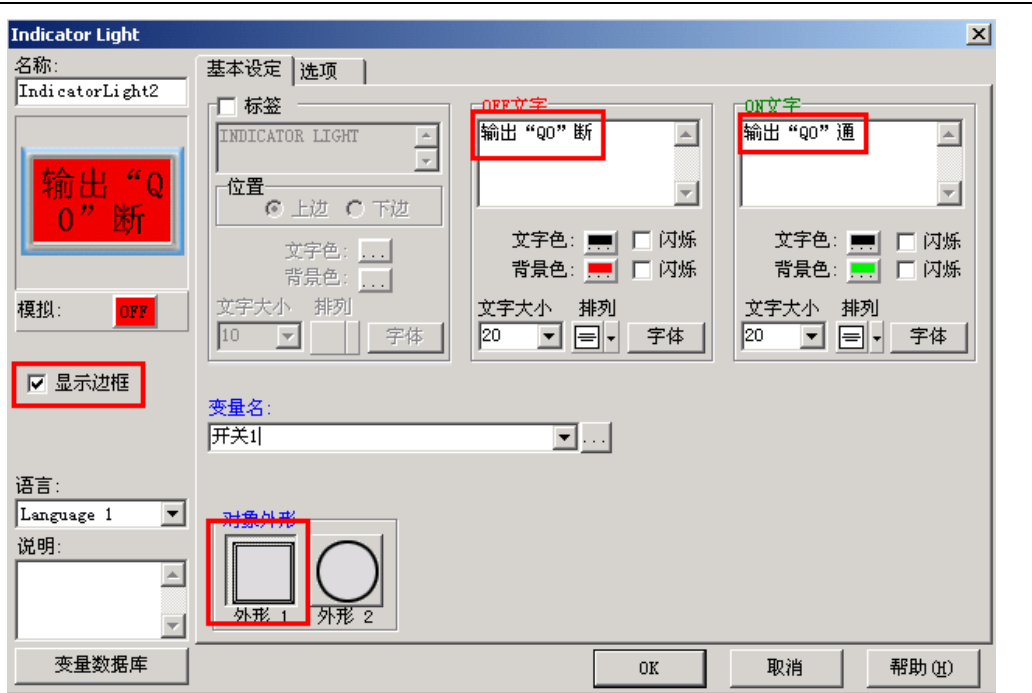 Indicator Light
名称:
IndicatorLight2
输出“Q
0”断
模拟:
OFF
显示边框
语言:
Language 1
说明:
变量数据库
基本设定
选项
标签
INDICATOR LIGHT
位置
上边 下边
文字色: ...
背景色: ...
文字大小 排列
10
字体
OFF文字
输出“Q0”断
文字色: ... 闪烁
背景色: ... 闪烁
文字大小 排列
20
字体
ON文字
输出“Q0”通
文字色: ... 闪烁
背景色: ... 闪烁
文字大小 排列
20
字体
变量名:
开关1
...
对象外形
外形 1 外形 2
OK 取消 帮助(H)